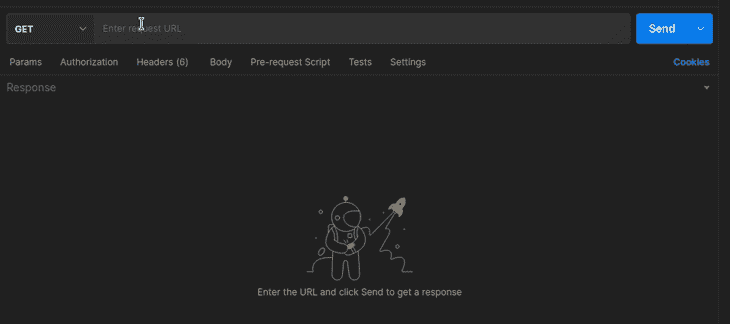 GET Enter request URL Send
Params Authorization Headers (6) Body Pre-request Script Tests Settings Cookies
Response
Enter the URL and click Send to get a response